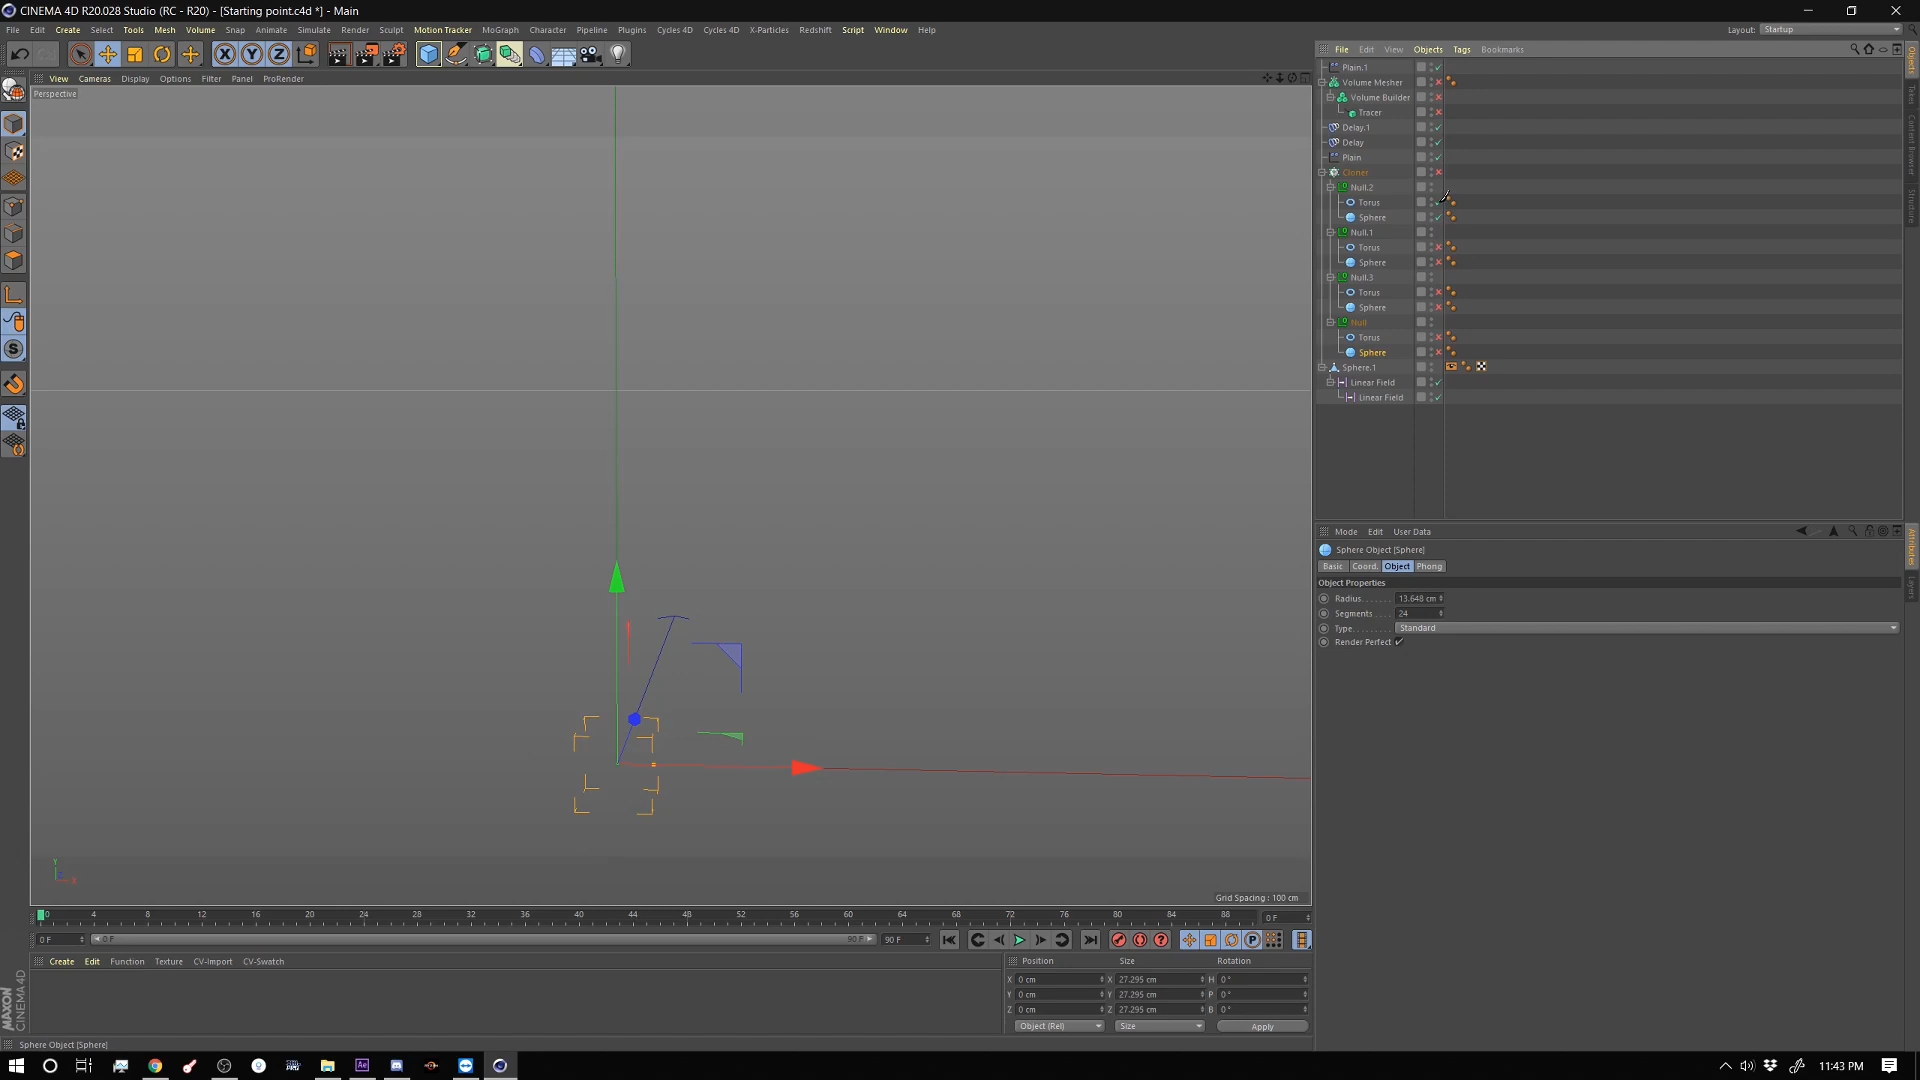 CINEMA 4D R20.028 Studio (RC - R20) - [Starting point.c4d *] - Main
File Edit Create Select Tools Mesh Volume Snap Animate Simulate Render Sculpt Motion Tracker MoGraph Character Pipeline Plugins Cycles 4D Cycles 4D X-Particles Redshift Script Window Help
Layout: Startup
X Y Z
File Edit View Objects Tags Bookmarks
View Cameras Display Options Filter Panel ProRender
Perspective
Plain.1
Volume Mesher
Volume Builder
Tracer
Delay.1
Delay
Plain
Cloner
Null.2
Torus
Sphere
Null.1
Torus
Sphere
Null.3
Torus
Sphere
Null
Torus
Sphere
Sphere.1
Linear Field
Linear Field
Objects
Takes
Content Browser
Structure
Mode Edit User Data
Sphere Object [Sphere]
Basic Coord. Object Phong
Object Properties
Radius 13.648 cm
Segments 24
Type Standard
Render Perfect
Attributes
Layers
Grid Spacing : 100 cm
0 4 8 12 16 20 24 28 32 36 40 44 48 52 56 60 64 68 72 76 80 84 88 0 F
0 F 0 F 90 F 90 F
Create Edit Function Texture CV-Import CV-Swatch
Position Size Rotation
X 0 cm X 27.295 cm H 0 °
Y 0 cm Y 27.295 cm P 0 °
Z 0 cm Z 27.295 cm B 0 °
Object (Rel) Size Apply
MAXON CINEMA 4D
Sphere Object [Sphere]
Ae
11:43 PM